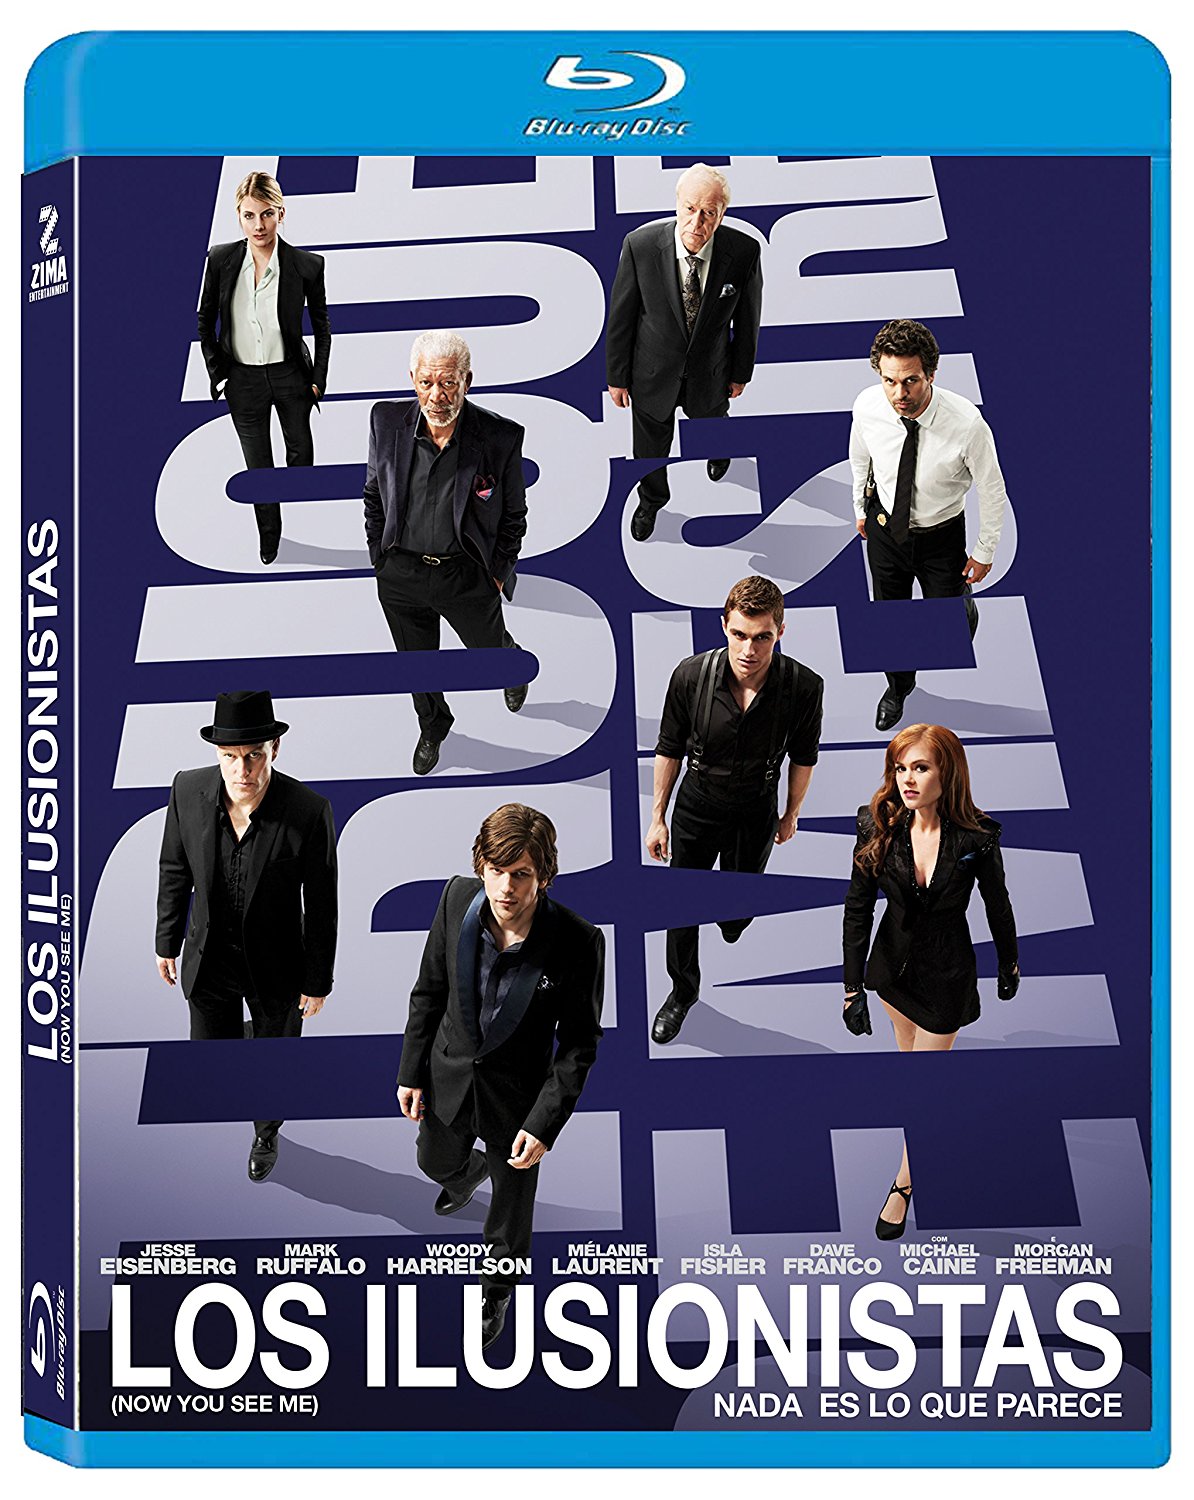 Blu-ray Disc
Z
ZIMA
ENTERTAINMENT
LOS ILUSIONISTAS
(NOW YOU SEE ME)
Blu-ray Disc
JESSE EISENBERG
MARK RUFFALO
WOODY HARRELSON
MÉLANIE LAURENT
ISLA FISHER
DAVE FRANCO
COM MICHAEL CAINE
E MORGAN FREEMAN
LOS ILUSIONISTAS
(NOW YOU SEE ME)
NADA ES LO QUE PARECE